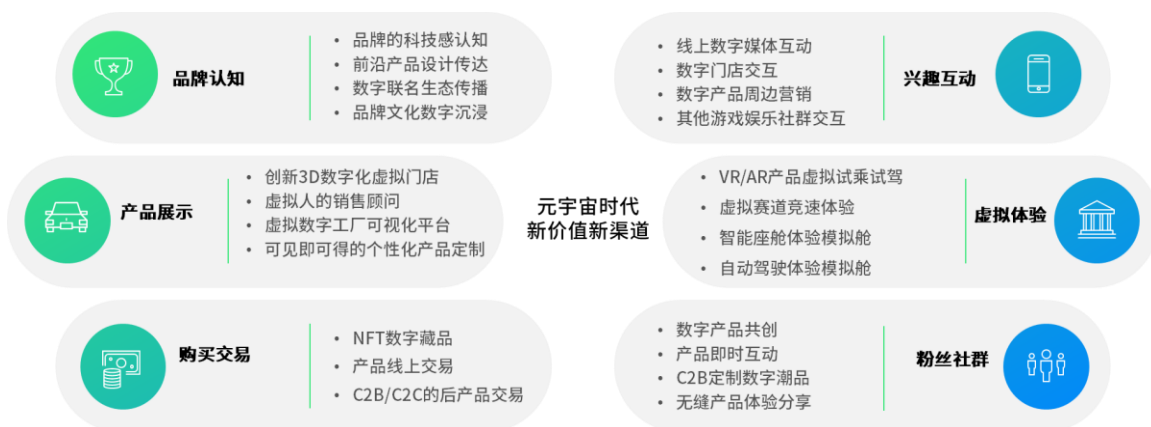 品牌认知
• 品牌的科技感认知
• 前沿产品设计传达
• 数字联名生态传播
• 品牌文化数字沉浸
• 线上数字媒体互动
• 数字门店交互
• 数字产品周边营销
• 其他游戏娱乐社群交互
兴趣互动
产品展示
• 创新3D数字化虚拟门店
• 虚拟人的销售顾问
• 虚拟数字工厂可视化平台
• 可见即可得的个性化产品定制
元宇宙时代
新价值新渠道
• VR/AR产品虚拟试乘试驾
• 虚拟赛道竞速体验
• 智能座舱体验模拟舱
• 自动驾驶体验模拟舱
虚拟体验
购买交易
• NFT数字藏品
• 产品线上交易
• C2B/C2C的后产品交易
• 数字产品共创
• 产品即时互动
• C2B定制数字潮品
• 无缝产品体验分享
粉丝社群